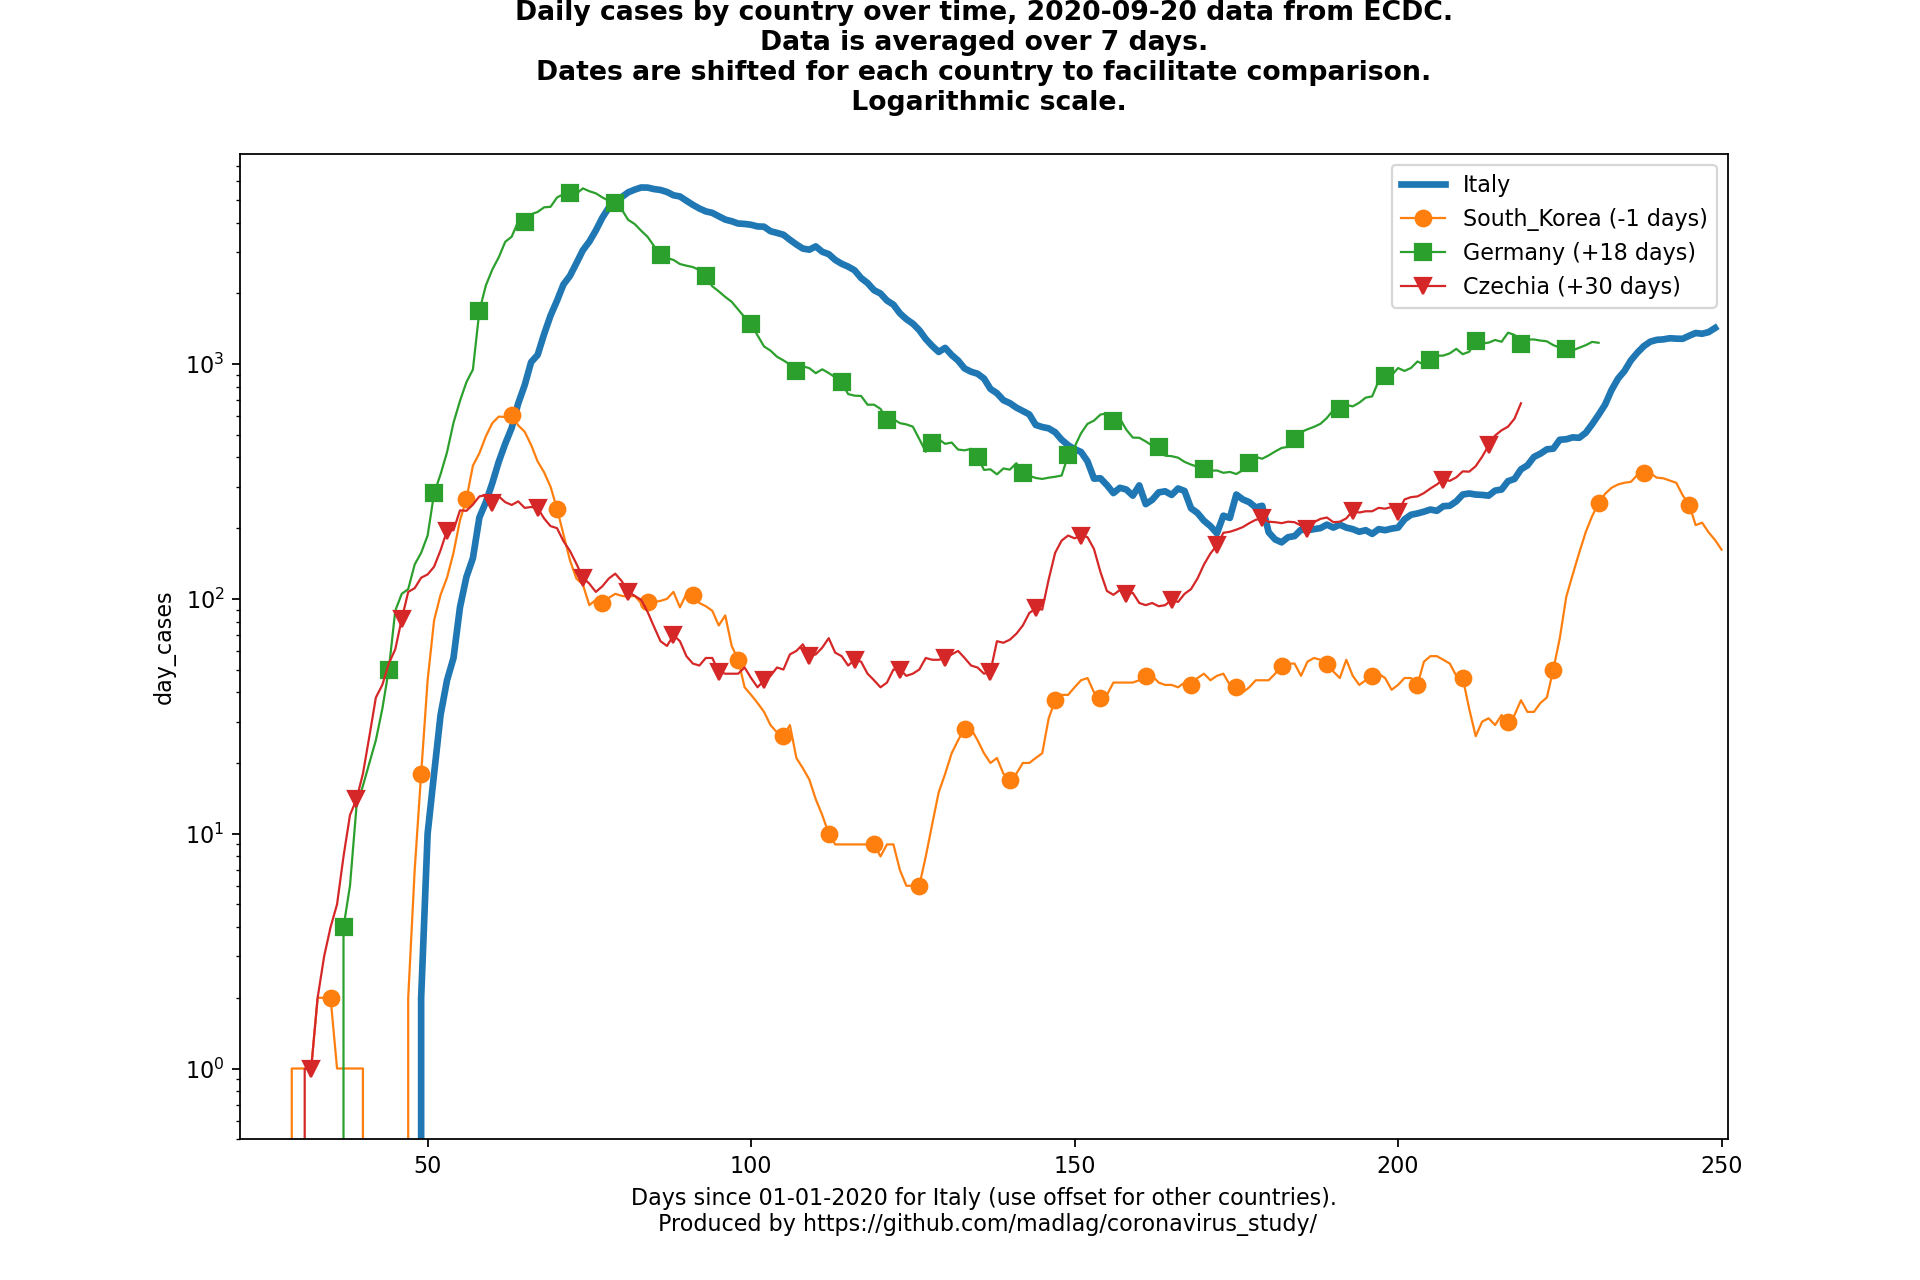 Daily cases by country over time, 2020-09-20 data from ECDC.
Data is averaged over 7 days.
Dates are shifted for each country to facilitate comparison.
Logarithmic scale.
Italy
South_Korea (-1 days)
Germany (+18 days)
Czechia (+30 days)
10³
10²
10¹
10⁰
day_cases
50 100 150 200 250
Days since 01-01-2020 for Italy (use offset for other countries).
Produced by https://github.com/madlag/coronavirus_study/